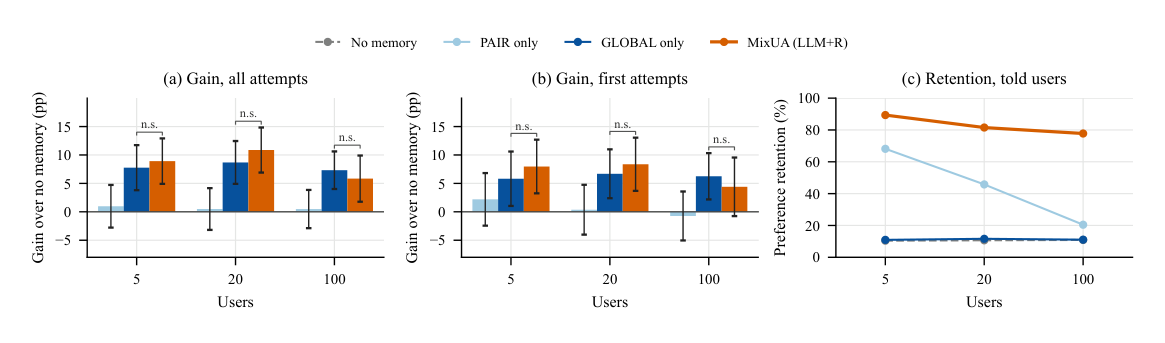 No memory PAIR only GLOBAL only MixUA (LLM+R)
(a) Gain, all attempts
Gain over no memory (pp)
15
10
5
0
−5
n.s.
n.s.
n.s.
5 20 100
Users
(b) Gain, first attempts
Gain over no memory (pp)
15
10
5
0
−5
n.s.
n.s.
n.s.
5 20 100
Users
(c) Retention, told users
Preference retention (%)
100
80
60
40
20
0
5 20 100
Users